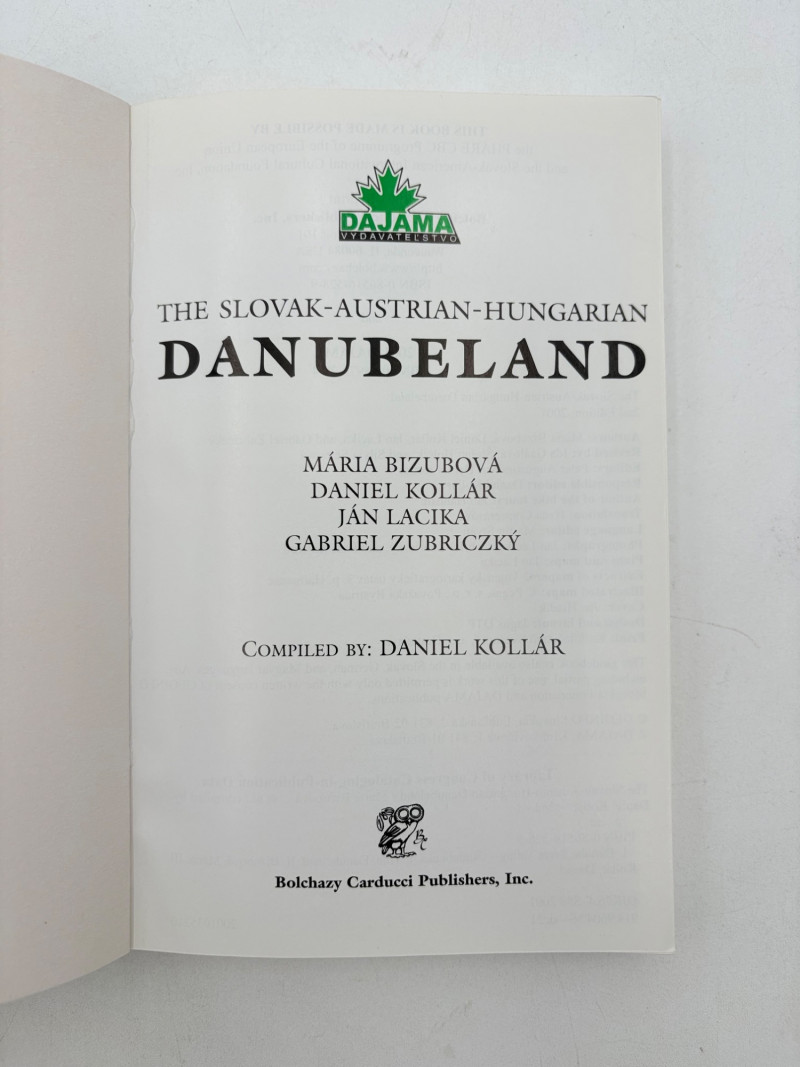 DAJAMA
VYDAVATEĽSTVO
THE SLOVAK-AUSTRIAN-HUNGARIAN
DANUBELAND
MÁRIA BIZUBOVÁ
DANIEL KOLLÁR
JÁN LACIKA
GABRIEL ZUBRICZKÝ
COMPILED BY: DANIEL KOLLÁR
Bolchazy Carducci Publishers, Inc.